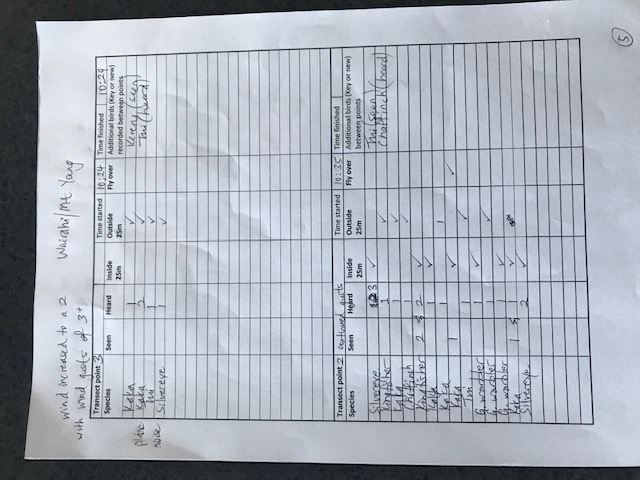 wind increased to a 2 Wairahi/Mt Young
with wind gusts of 3+
Transect point 3 Time started 10:24 Time finished 10:29
Species Seen Heard Inside 25m Outside 25m Fly over Additional birds (Key or new) recorded between points
Kaka 1 ✓ Kereru (seen)
plane noise
Kaka 2 ✓ Tui (heard)
Tui 1 ✓
Silvereye 1 ✓
Transect point 2 continued gusts Time started 10:35 Time finished
Species Seen Heard Inside 25m Outside 25m Fly over Additional birds (Key or new) between points
Silvereye 3 ✓ Tui (seen)
Kingfisher 1 ✓ Chaffinch (heard)
Kaka 1 ✓
Chaffinch 1 ✓
Kingfisher 2 & 2 ✓
Kaka 1 ✓
Kaka 1 1
Kaka 1 ✓ ✓
Tui 1 ✓
G. warbler 1 ✓
G. warbler 1 ✓
G. warbler 1 ✓
Kaka 1 & 1 ✓
Silvereye 2 ✓
5